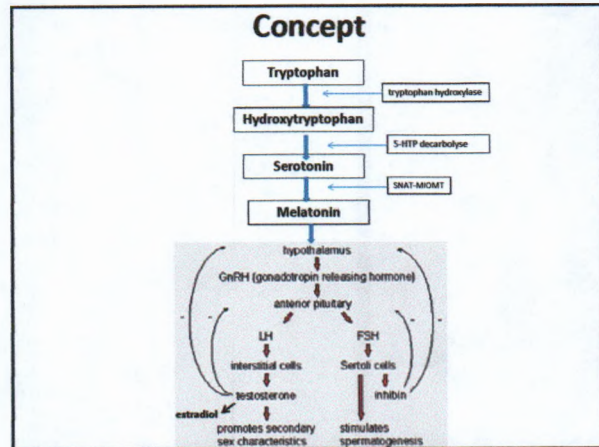 Concept
Tryptophan
tryptophan hydroxylase
Hydroxytryptophan
5-HTP decarbolyse
Serotonin
SNAT-MIOMT
Melatonin
hypothalamus
GnRH (gonadotropin releasing hormone)
anterior pituitary
LH FSH
interstitial cells Sertoli cells
testosterone inhibin
estradiol
promotes secondary stimulates
sex characteristics spermatogenesis
- - - -